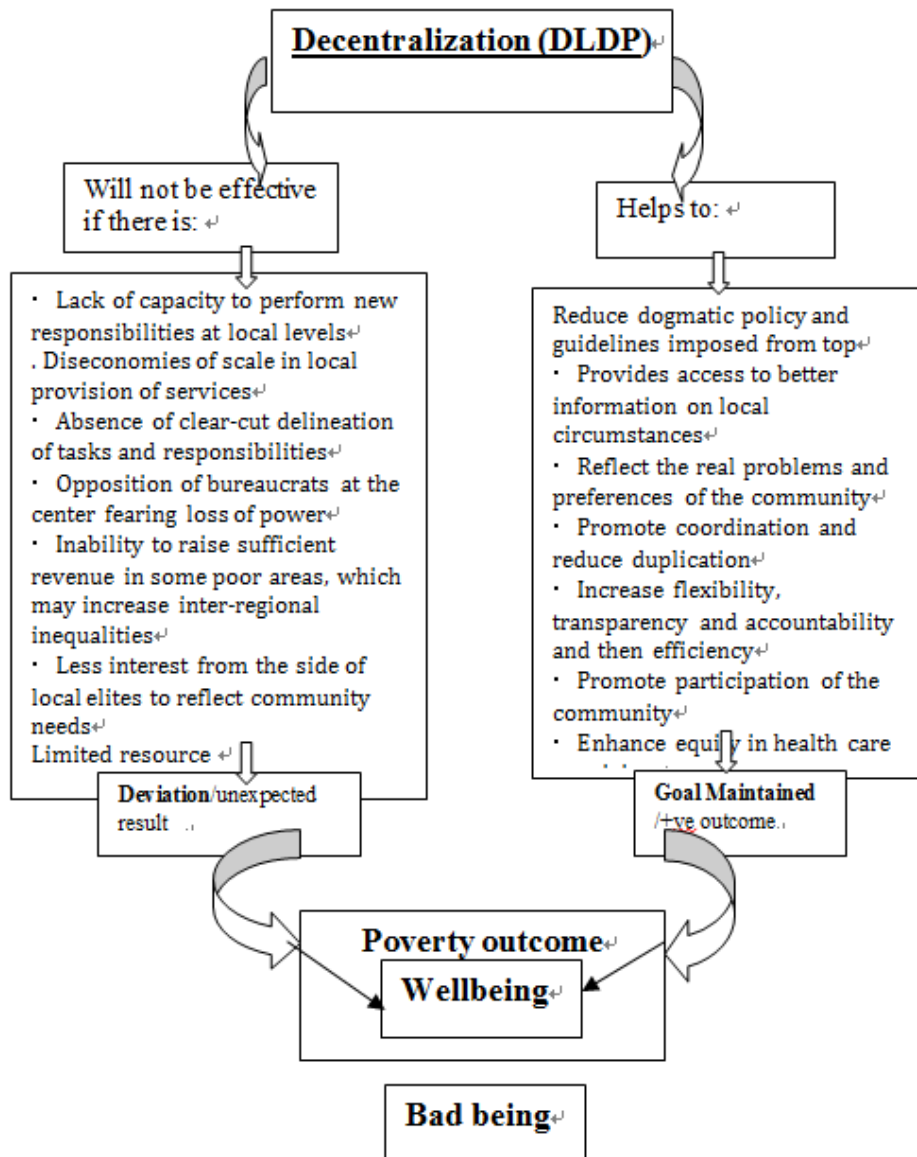 Decentralization (DLDP)
Will not be effective
if there is:
Helps to:
· Lack of capacity to perform new
responsibilities at local levels
. Diseconomies of scale in local
provision of services
· Absence of clear-cut delineation
of tasks and responsibilities
· Opposition of bureaucrats at the
center fearing loss of power
· Inability to raise sufficient
revenue in some poor areas, which
may increase inter-regional
inequalities
· Less interest from the side of
local elites to reflect community
needs
Limited resource
Reduce dogmatic policy and
guidelines imposed from top
· Provides access to better
information on local
circumstances
· Reflect the real problems and
preferences of the community
· Promote coordination and
reduce duplication
· Increase flexibility,
transparency and accountability
and then efficiency
· Promote participation of the
community
· Enhance equity in health care
Deviation/unexpected
result ..
Goal Maintained
/+ve outcome..
Poverty outcome
Wellbeing
Bad being